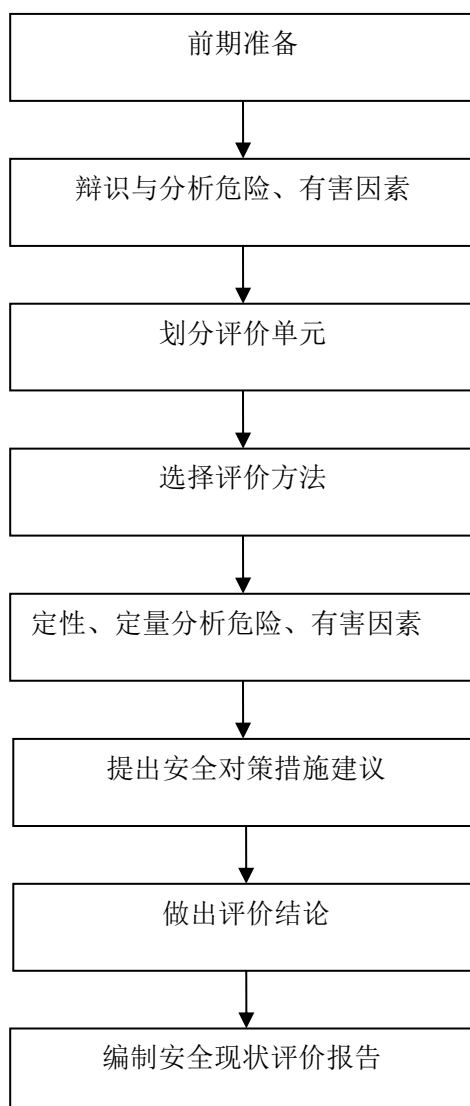 前期准备
辩识与分析危险、有害因素
划分评价单元
选择评价方法
定性、定量分析危险、有害因素
提出安全对策措施建议
做出评价结论
编制安全现状评价报告